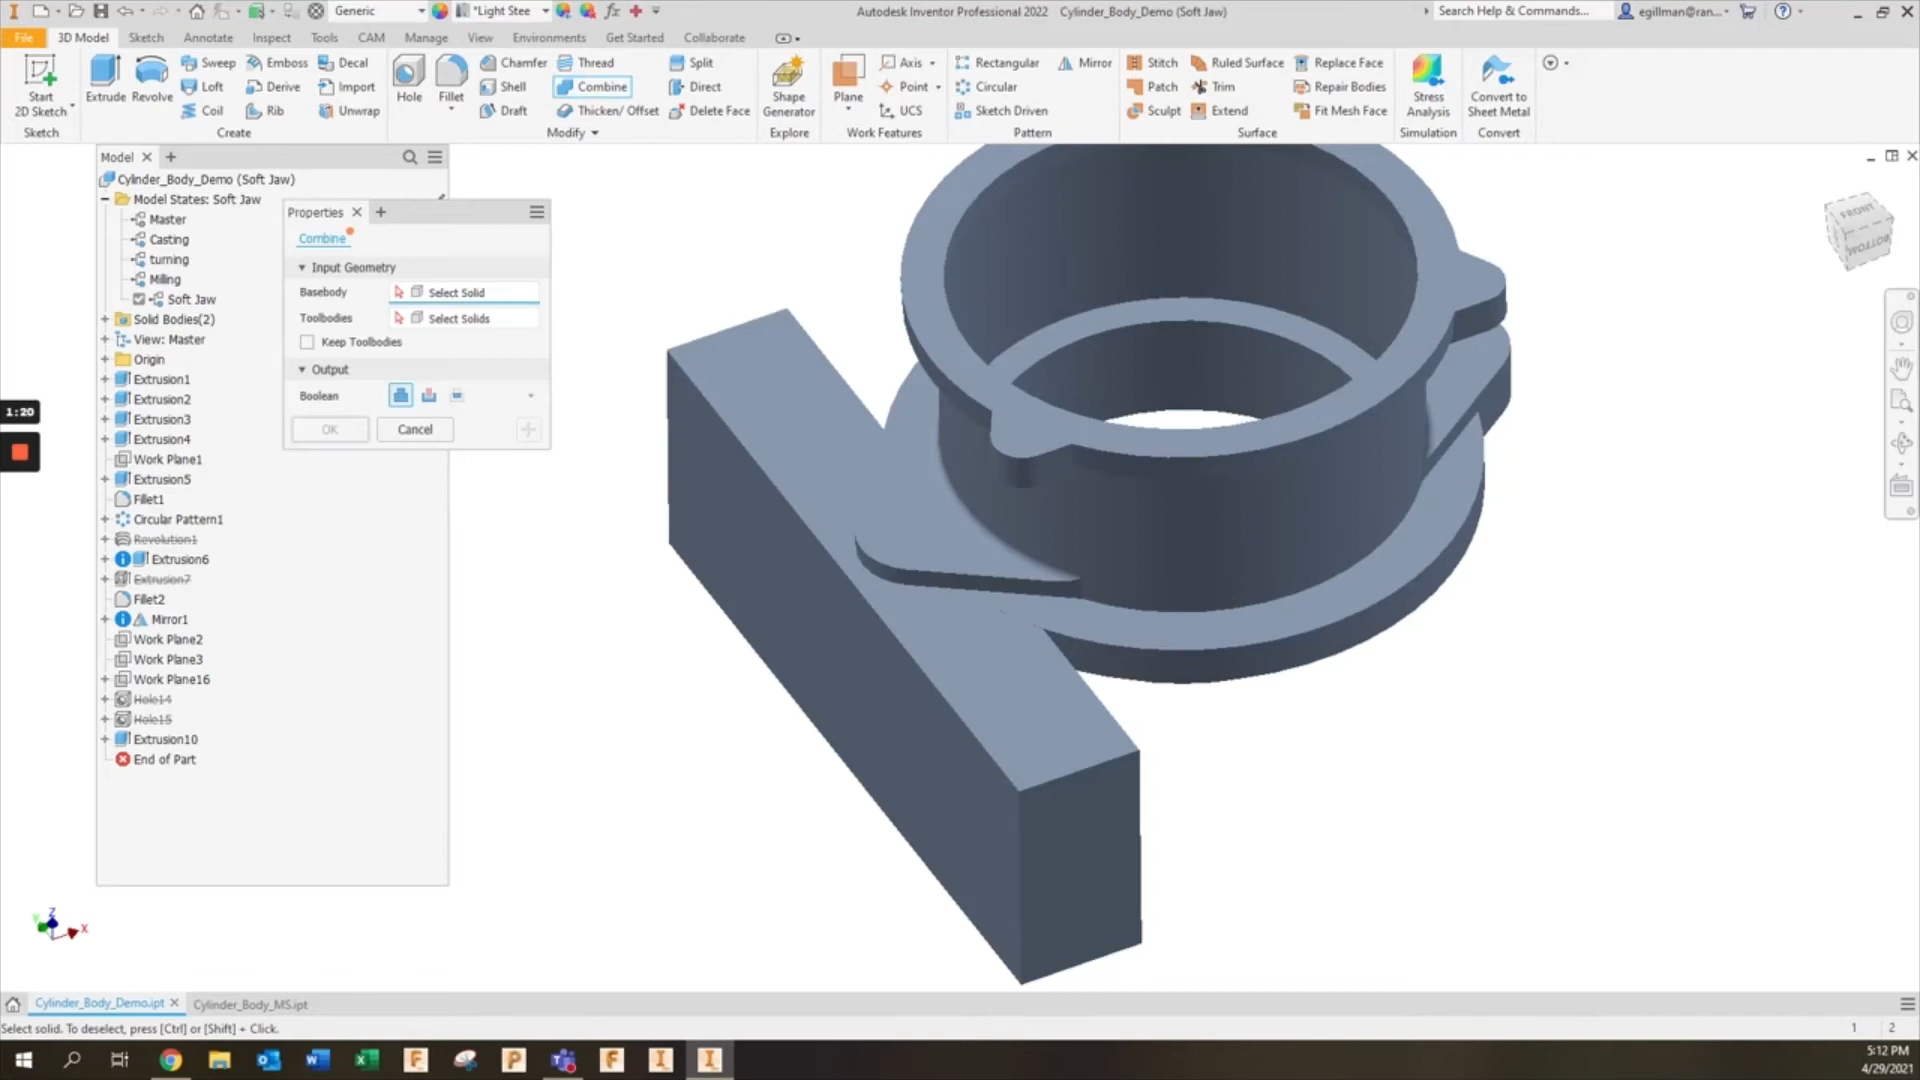 Generic
*Light Stee
Autodesk Inventor Professional 2022 Cylinder_Body_Demo (Soft Jaw)
Search Help & Commands...
egillman@ran...
File 3D Model Sketch Annotate Inspect Tools CAM Manage View Environments Get Started Collaborate
Start
2D Sketch
Sketch
Extrude
Revolve
Sweep
Emboss
Decal
Loft
Derive
Import
Coil
Rib
Unwrap
Create
Hole
Fillet
Chamfer
Thread
Split
Shell
Combine
Direct
Draft
Thicken/ Offset
Delete Face
Modify
Shape
Generator
Explore
Plane
Axis
Point
UCS
Work Features
Rectangular
Mirror
Circular
Sketch Driven
Pattern
Stitch
Ruled Surface
Replace Face
Patch
Trim
Repair Bodies
Sculpt
Extend
Fit Mesh Face
Surface
Stress
Analysis
Simulation
Convert to
Sheet Metal
Convert
Model
Cylinder_Body_Demo (Soft Jaw)
Model States: Soft Jaw
Master
Casting
turning
Milling
Soft Jaw
Solid Bodies(2)
View: Master
Origin
Extrusion1
Extrusion2
Extrusion3
Extrusion4
Work Plane1
Extrusion5
Fillet1
Circular Pattern1
Revolution1
Extrusion6
Extrusion7
Fillet2
Mirror1
Work Plane2
Work Plane3
Work Plane16
Hole14
Hole15
Extrusion10
End of Part
Properties
Combine
Input Geometry
Basebody Select Solid
Toolbodies Select Solids
Keep Toolbodies
Output
Boolean
OK Cancel
1:20
FRONT
BOTTOM
Z
Y
X
Cylinder_Body_Demo.ipt Cylinder_Body_MS.ipt
Select solid. To deselect, press [Ctrl] or [Shift] + Click.
1 2
5:12 PM
4/29/2021